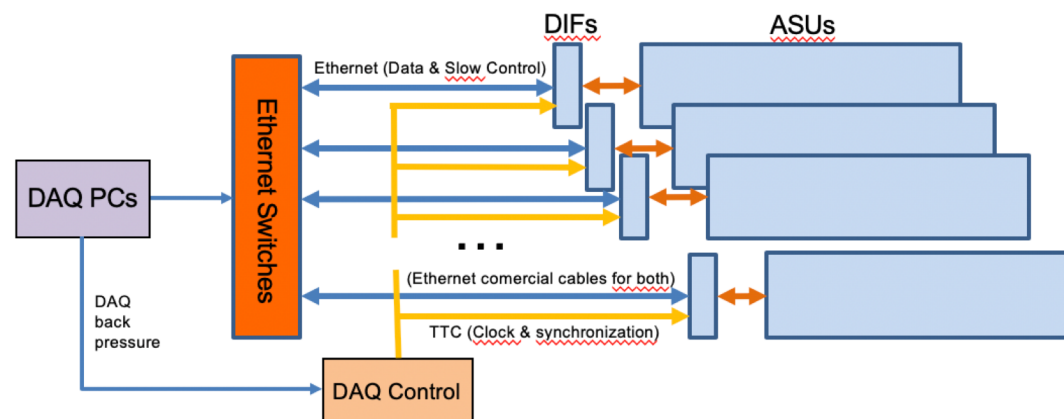 DIFs
ASUs
Ethernet (Data & Slow Control)
Ethernet Switches
DAQ PCs
...
(Ethernet comercial cables for both)
DAQ
back
pressure
TTC (Clock & synchronization)
DAQ Control